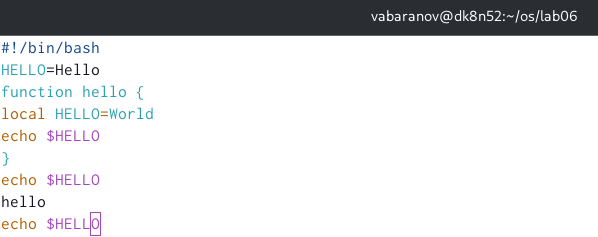 vabaranov@dk8n52:~/os/lab06
#!/bin/bash
HELLO=Hello
function hello {
local HELLO=World
echo $HELLO
}
echo $HELLO
hello
echo $HELLO